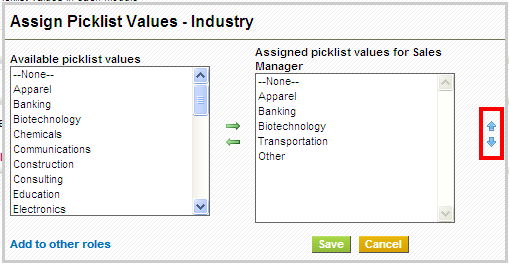 Assign Picklist Values - Industry
Available picklist values
--None--
Apparel
Banking
Biotechnology
Chemicals
Communications
Construction
Consulting
Education
Electronics
Assigned picklist values for Sales
Manager
--None--
Apparel
Banking
Biotechnology
Transportation
Other
Add to other roles
Save
Cancel